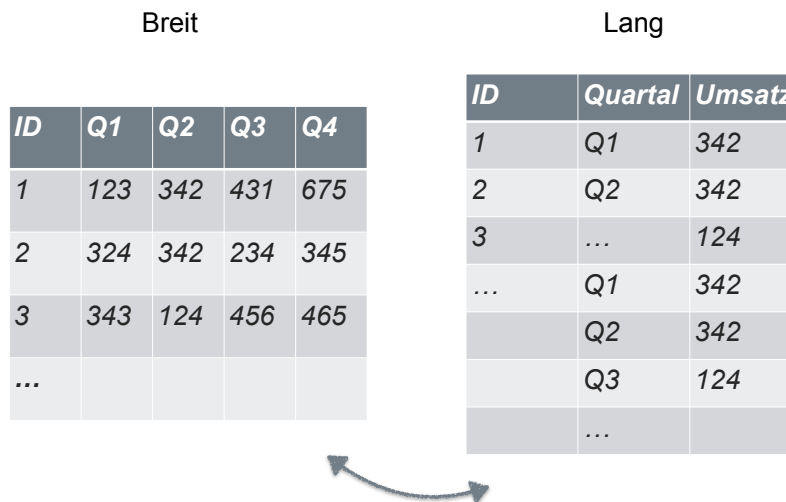 Breit
ID Q1 Q2 Q3 Q4
1 123 342 431 675
2 324 342 234 345
3 343 124 456 465
…
Lang
ID Quartal Umsatz
1 Q1 342
2 Q2 342
3 … 124
… Q1 342
Q2 342
Q3 124
…